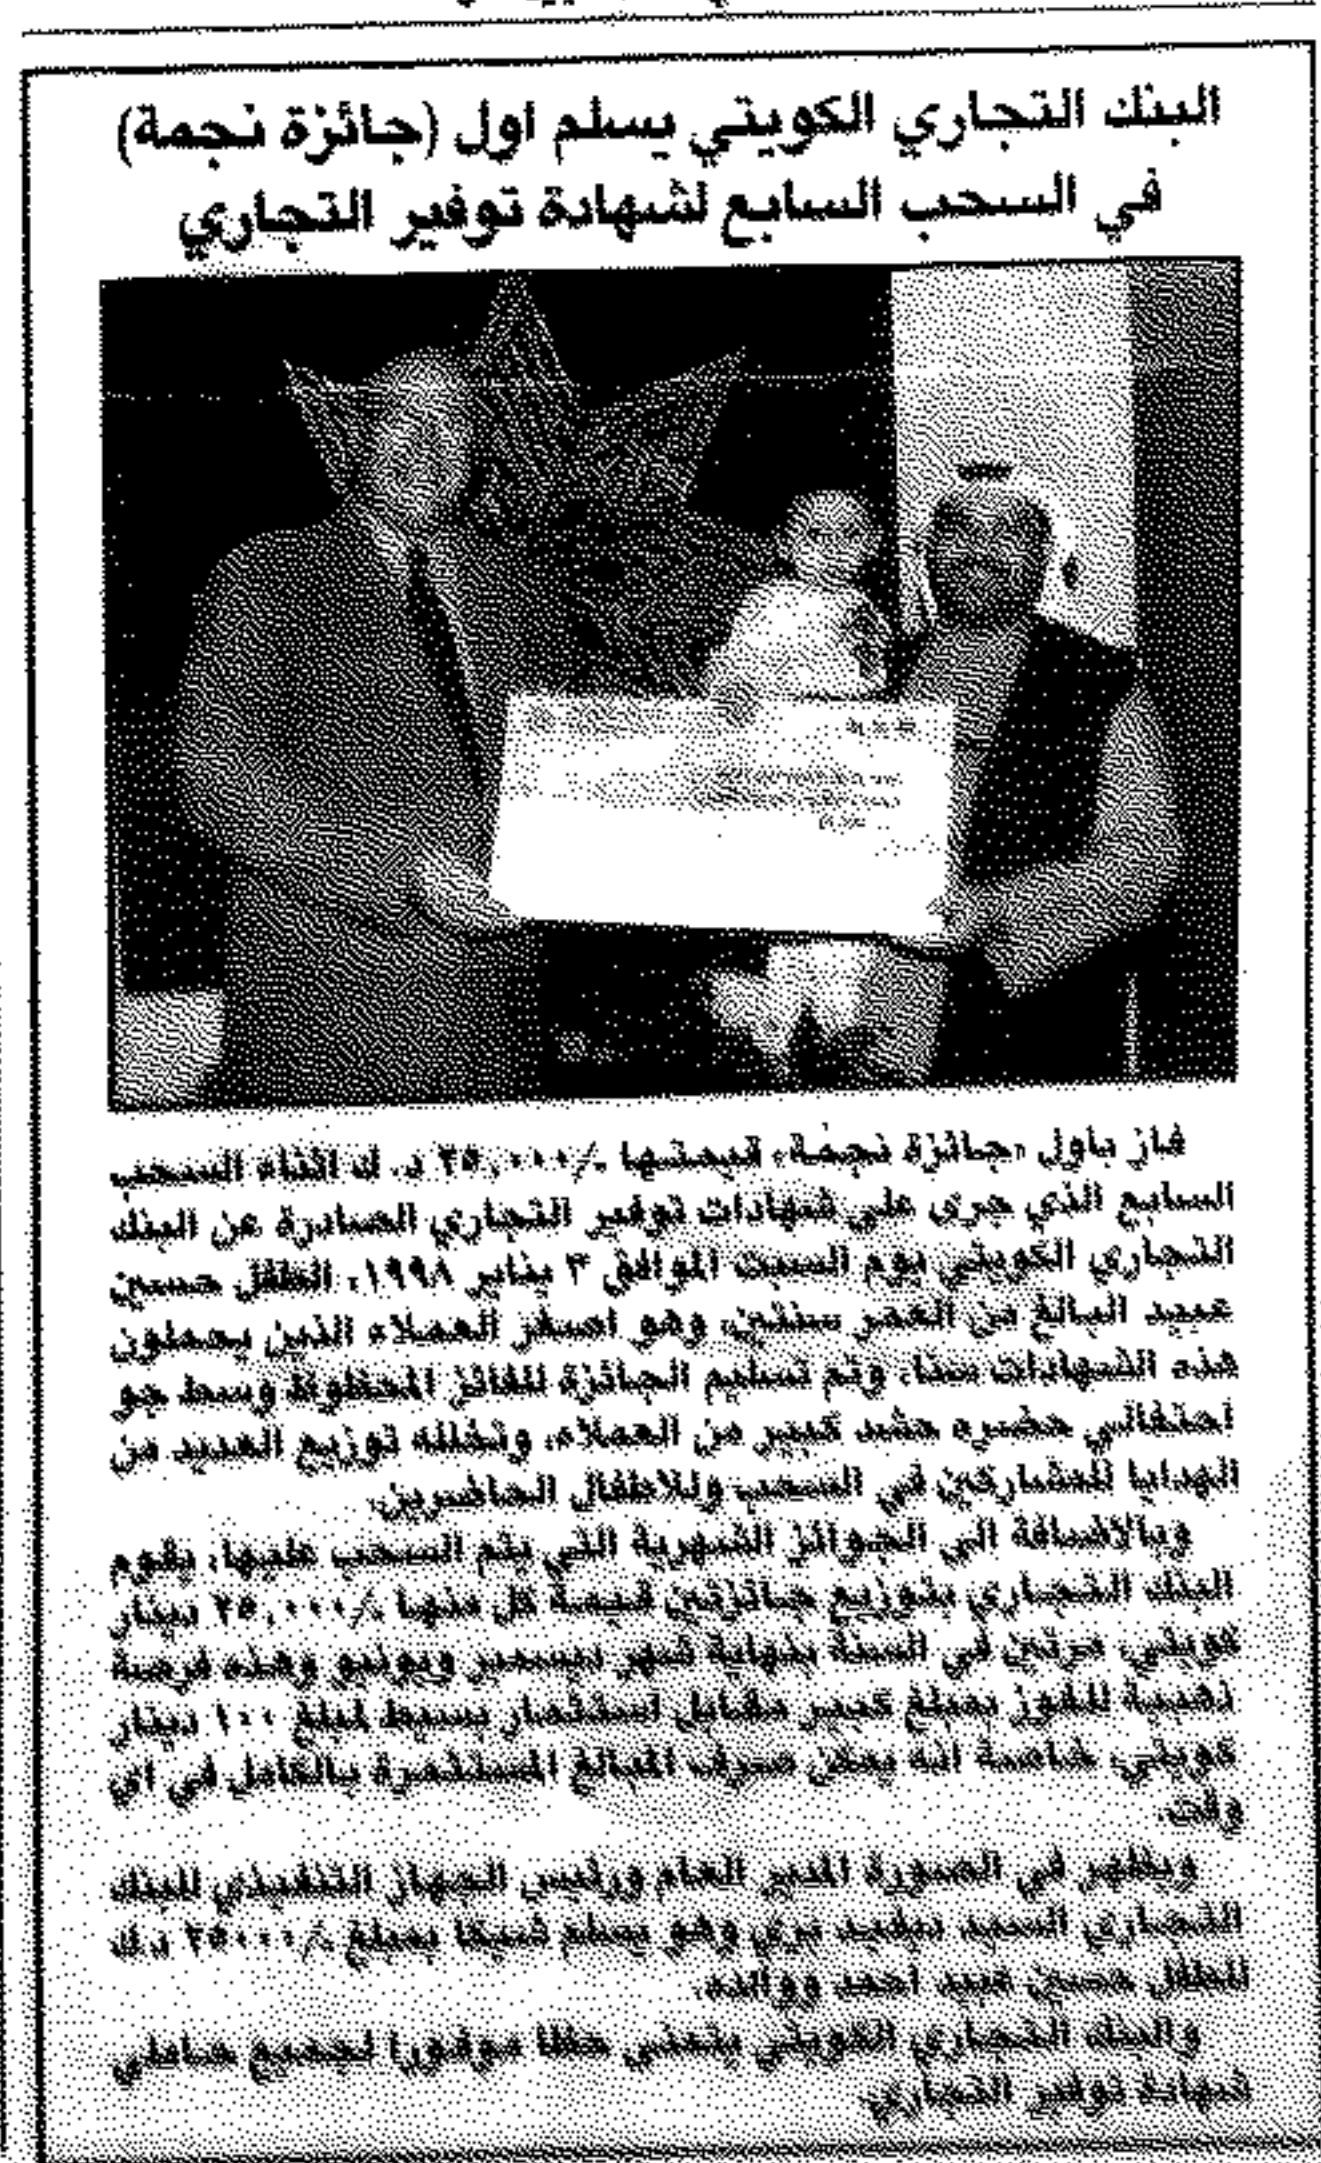 البنك التجاري الكويتي يسلم اول (جائزة نجمة)
في السحب السابع لشهادة توفير التجاري
فاز باول «جائزة نجمة» قيمتها -/٢٥,٠٠٠ د. ك اثناء السحب
السابع الذي جرى على شهادات توفير التجاري الصادرة عن البنك
التجاري الكويتي يوم السبت الموافق ٣ يناير ١٩٩٨، الطفل حسين
عبيد البالغ من العمر سنتين، وهو اصغر العملاء الذين يحملون
هذه الشهادات سنا، وتم تسليم الجائزة للفائز المحظوظ وسط جو
احتفالي حضره حشد كبير من العملاء، وتخلله توزيع العديد من
الهدايا للمشاركين في السحب وللاطفال الحاضرين.
وبالاضافة الى الجوائز الشهرية التي يتم السحب عليها، يقوم
البنك التجاري بتوزيع جائزتين قيمة كل منها -/٢٥,٠٠٠ دينار
كويتي مرتين في السنة بنهاية شهر ديسمبر ويونيو وهذه فرصة
ذهبية للفوز بمبلغ كبير مقابل استثمار بسيط لمبلغ ١٠٠ دينار
كويتي خاصة انه يمكن صرف المبالغ المستثمرة بالكامل في اي
وقت.
ويظهر في الصورة المدير العام ورئيس الجهاز التنفيذي للبنك
التجاري السيد ديفيد بري وهو يسلم شيكا بمبلغ -/٢٥٠٠٠ د.ك
للطفل حسين عبيد احمد ووالده.
والبنك التجاري الكويتي يتمنى حظا موفورا لجميع حاملي
شهادة توفير التجاري.